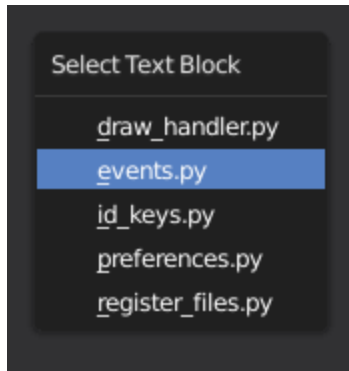 Select Text Block
draw_handler.py
events.py
id_keys.py
preferences.py
register_files.py